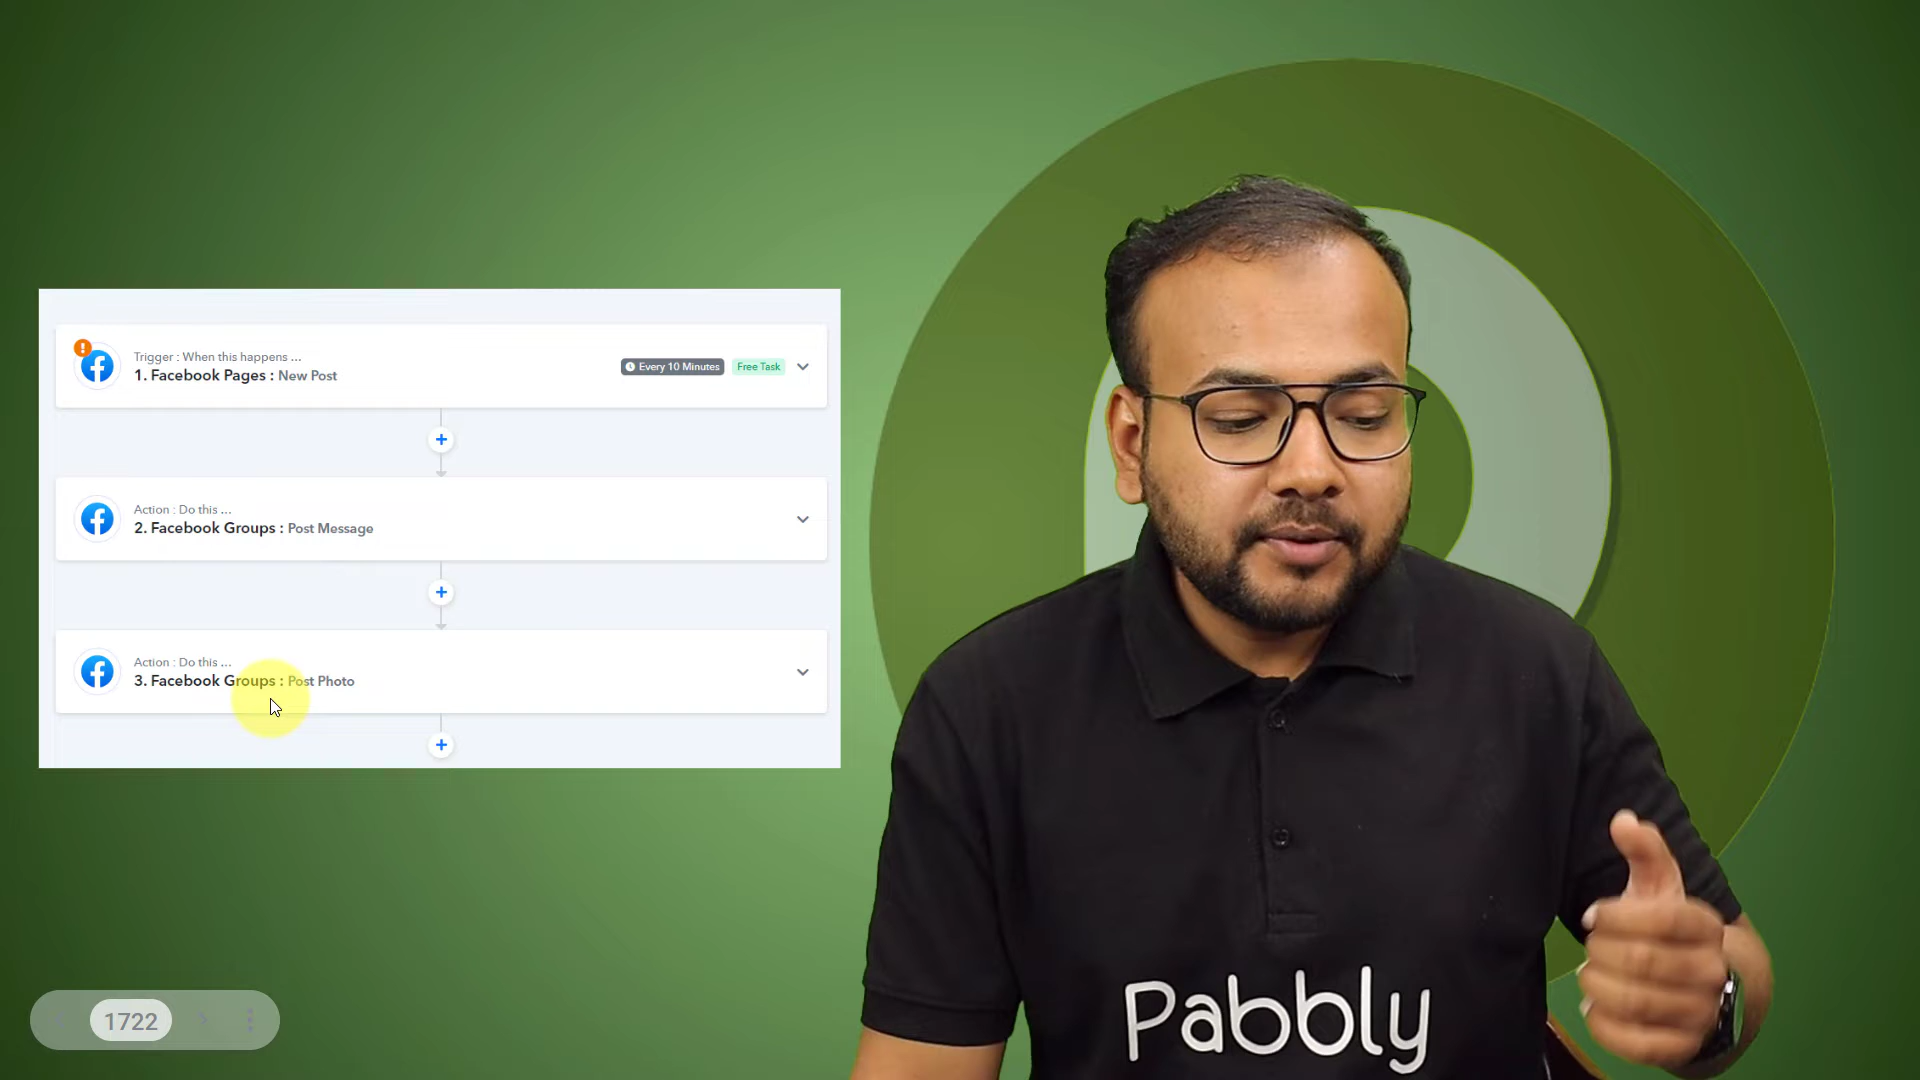 Trigger : When this happens ...
1. Facebook Pages : New Post
Every 10 Minutes
Free Task
Action : Do this ...
2. Facebook Groups : Post Message
Action : Do this ...
3. Facebook Groups : Post Photo
1722
Pabbly